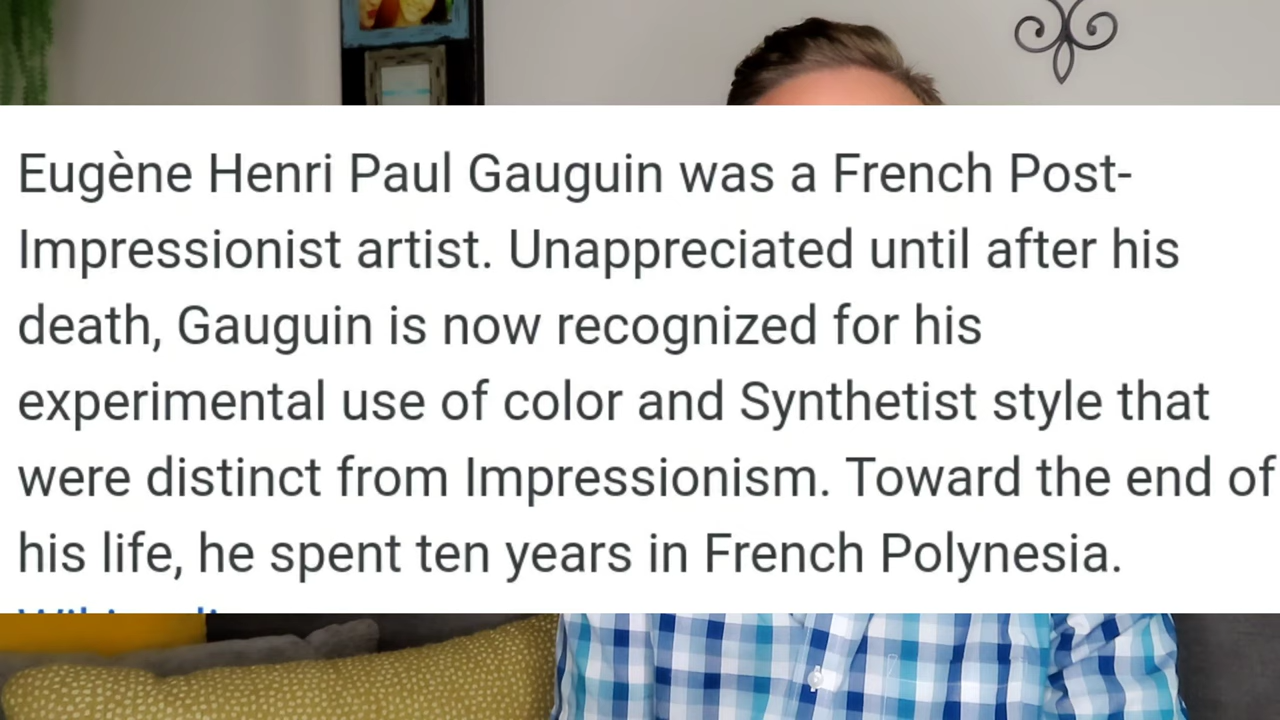 Eugène Henri Paul Gauguin was a French Post-
Impressionist artist. Unappreciated until after his
death, Gauguin is now recognized for his
experimental use of color and Synthetist style that
were distinct from Impressionism. Toward the end of
his life, he spent ten years in French Polynesia.